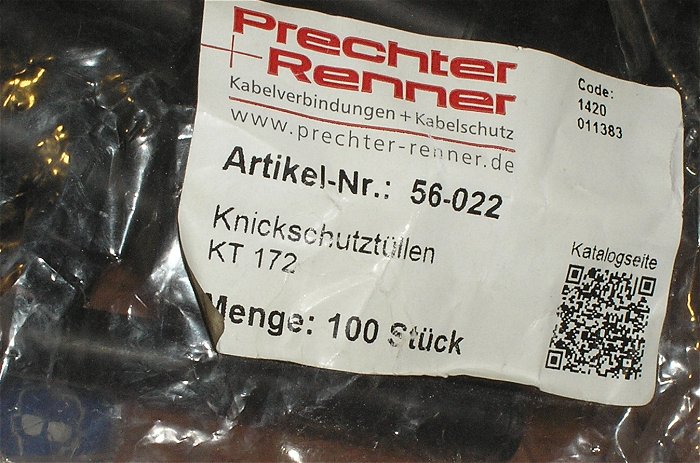 Prechter
+Renner
Kabelverbindungen + Kabelschutz
www.prechter-renner.de
Code:
1420
011383
Artikel-Nr.: 56-022
Knickschutztüllen
KT 172
Katalogseite
Menge: 100 Stück